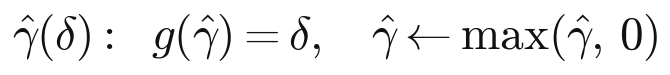 γ̂(δ) : g(γ̂) = δ, γ̂ ← max(γ̂, 0)